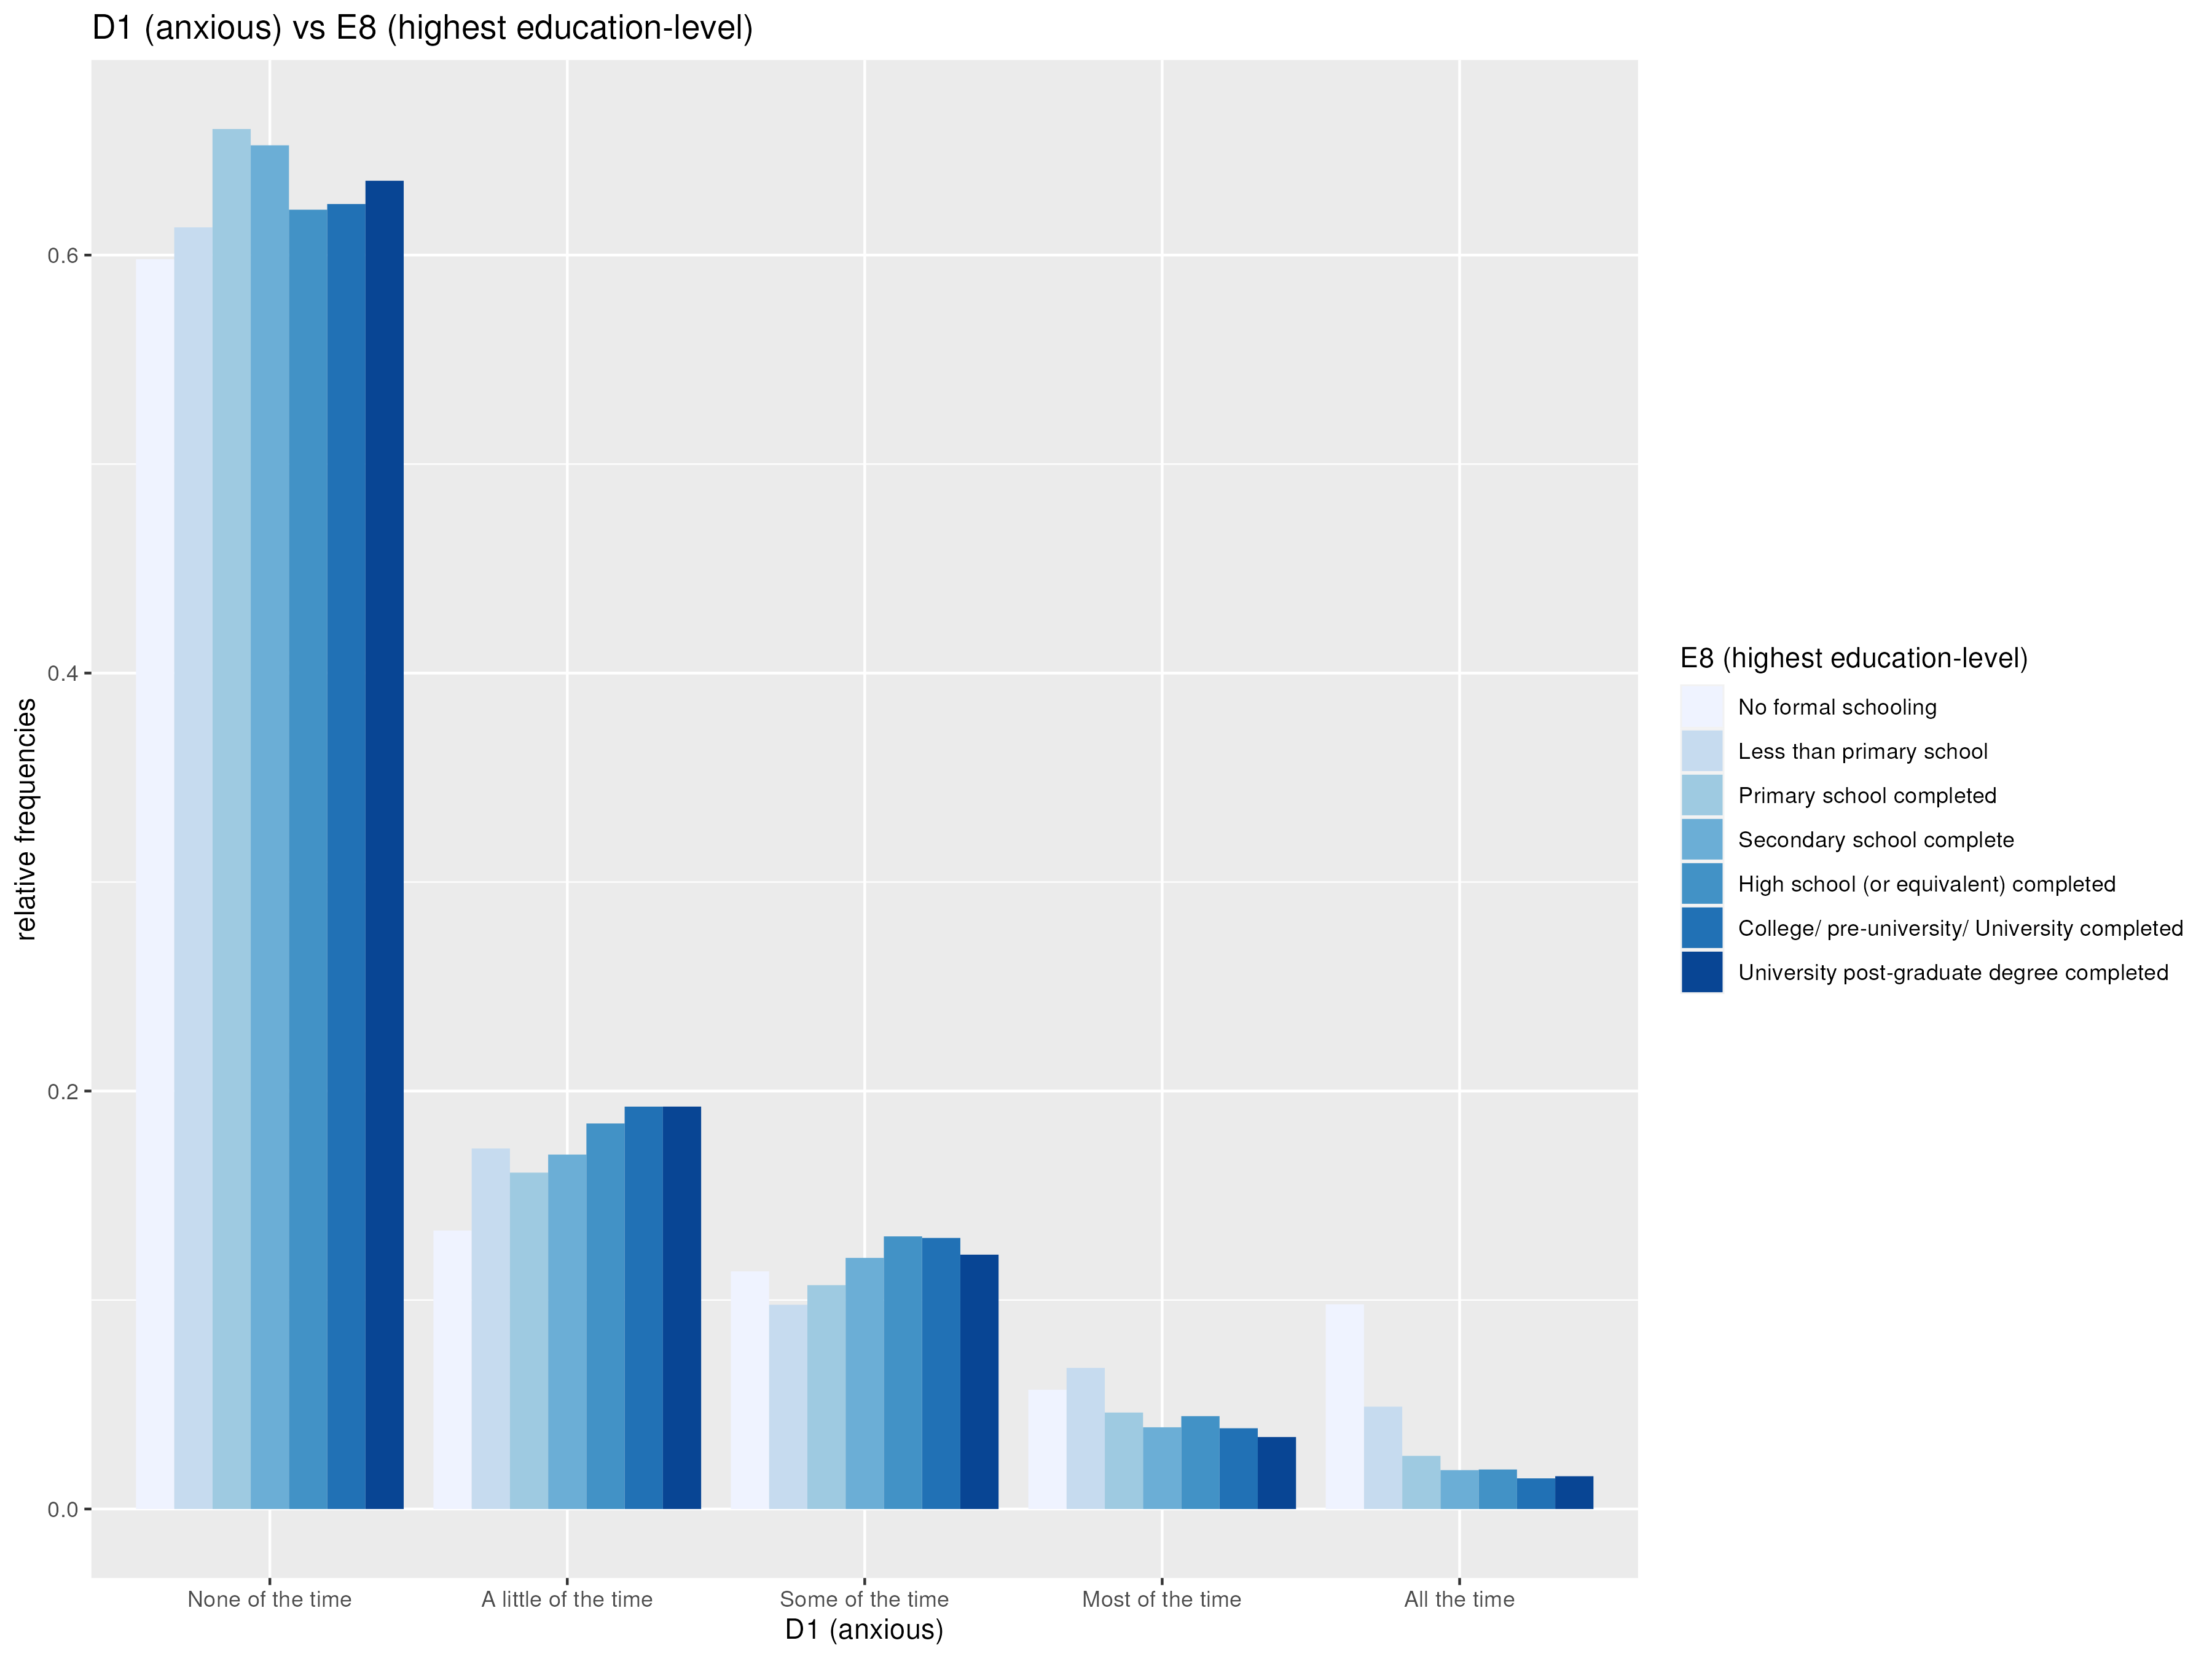 D1 (anxious) vs E8 (highest education-level)
relative frequencies
0.6
0.4
0.2
0.0
None of the time
A little of the time
Some of the time
Most of the time
All the time
D1 (anxious)
E8 (highest education-level)
No formal schooling
Less than primary school
Primary school completed
Secondary school complete
High school (or equivalent) completed
College/ pre-university/ University completed
University post-graduate degree completed